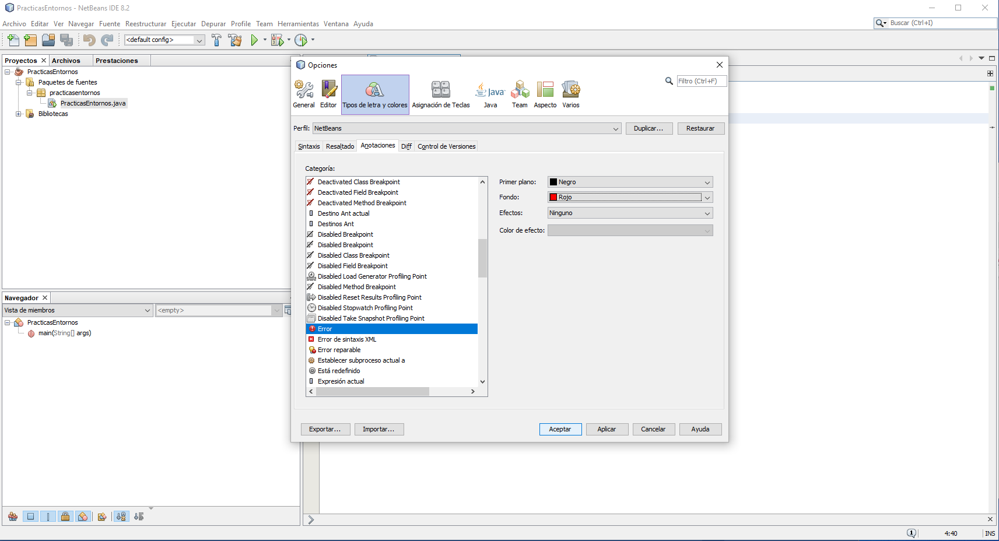 PracticasEntornos - NetBeans IDE 8.2
Archivo Editar Ver Navegar Fuente Reestructurar Ejecutar Depurar Profile Team Herramientas Ventana Ayuda
Buscar (Ctrl+I)
<default config>
Proyectos Archivos Prestaciones
PracticasEntornos
Paquetes de fuentes
practicasentornos
PracticasEntornos.java
Bibliotecas
Navegador
Vista de miembros
<empty>
PracticasEntornos
main(String[] args)
Opciones
Filtro (Ctrl+F)
General Editor Tipos de letra y colores Asignación de Teclas Java Team Aspecto Varios
Perfil: NetBeans Duplicar... Restaurar
Sintaxis Resaltado Anotaciones Diff Control de Versiones
Categoría:
Deactivated Class Breakpoint
Deactivated Field Breakpoint
Deactivated Method Breakpoint
Destino Ant actual
Destinos Ant
Disabled Breakpoint
Disabled Breakpoint
Disabled Class Breakpoint
Disabled Field Breakpoint
Disabled Load Generator Profiling Point
Disabled Method Breakpoint
Disabled Reset Results Profiling Point
Disabled Stopwatch Profiling Point
Disabled Take Snapshot Profiling Point
Error
Error de sintaxis XML
Error reparable
Establecer subproceso actual a
Está redefinido
Expresión actual
Primer plano: Negro
Fondo: Rojo
Efectos: Ninguno
Color de efecto:
Exportar... Importar... Aceptar Aplicar Cancelar Ayuda
1 4:40 INS